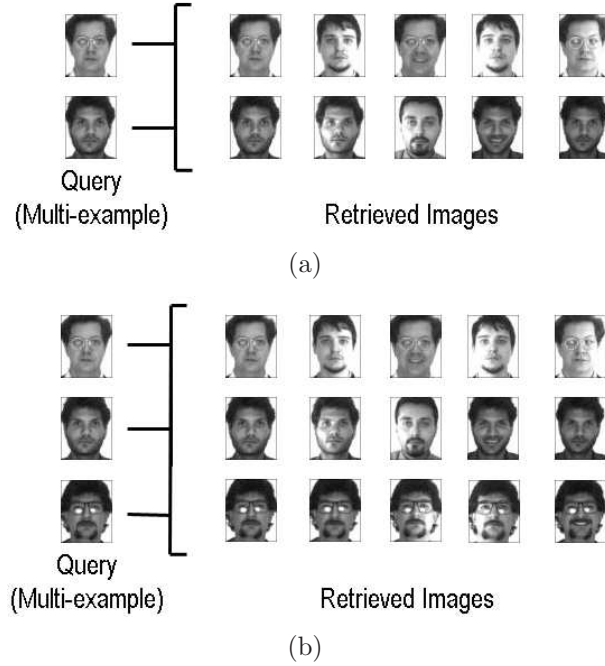 Query
(Multi-example)
Retrieved Images
(a)
Query
(Multi-example)
Retrieved Images
(b)